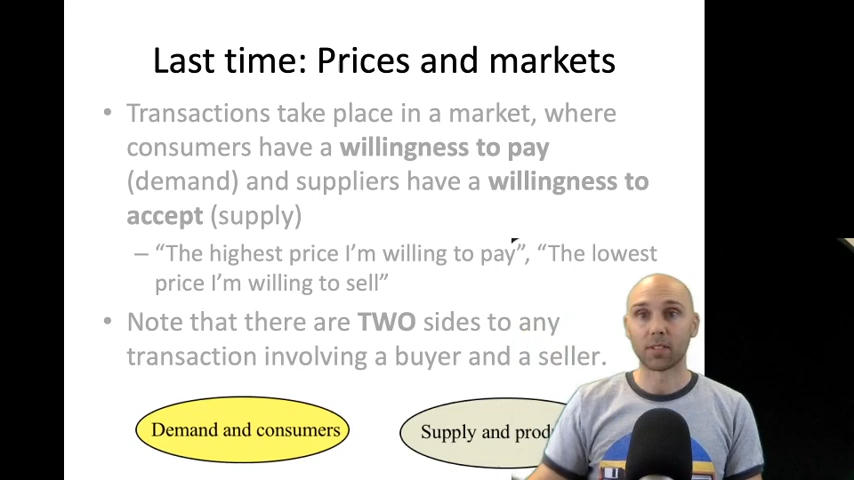 Last time: Prices and markets
• Transactions take place in a market, where
consumers have a willingness to pay
(demand) and suppliers have a willingness to
accept (supply)
– “The highest price I’m willing to pay”, “The lowest
price I’m willing to sell”
• Note that there are TWO sides to any
transaction involving a buyer and a seller.
Demand and consumers
Supply and